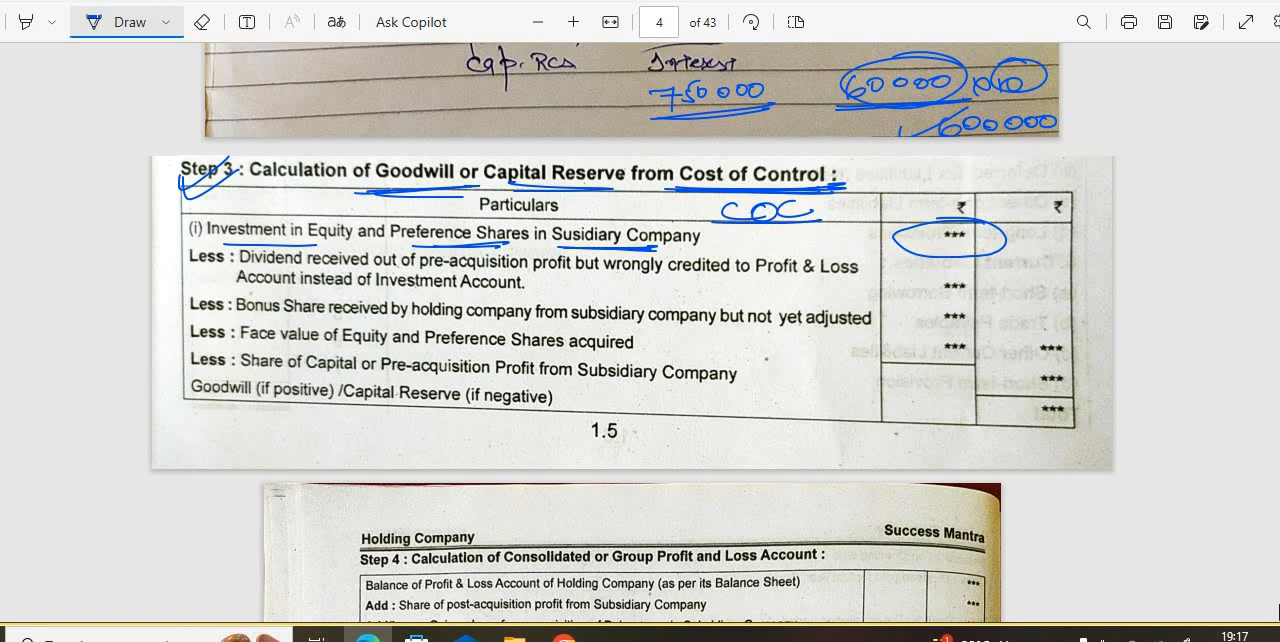 Draw
aあ
Ask Copilot
4 of 43
Cap. Res Interest
750000 60000 x 10
600000
Step 3 : Calculation of Goodwill or Capital Reserve from Cost of Control :
Particulars COC ₹ ₹
(i) Investment in Equity and Preference Shares in Susidiary Company ***
Less : Dividend received out of pre-acquisition profit but wrongly credited to Profit & Loss
Account instead of Investment Account. ***
Less : Bonus Share received by holding company from subsidiary company but not yet adjusted ***
Less : Face value of Equity and Preference Shares acquired *** ***
Less : Share of Capital or Pre-acquisition Profit from Subsidiary Company ***
Goodwill (if positive) /Capital Reserve (if negative) ***
1.5
Holding Company Success Mantra
Step 4 : Calculation of Consolidated or Group Profit and Loss Account :
Balance of Profit & Loss Account of Holding Company (as per its Balance Sheet) ***
Add : Share of post-acquisition profit from Subsidiary Company ***
19:17